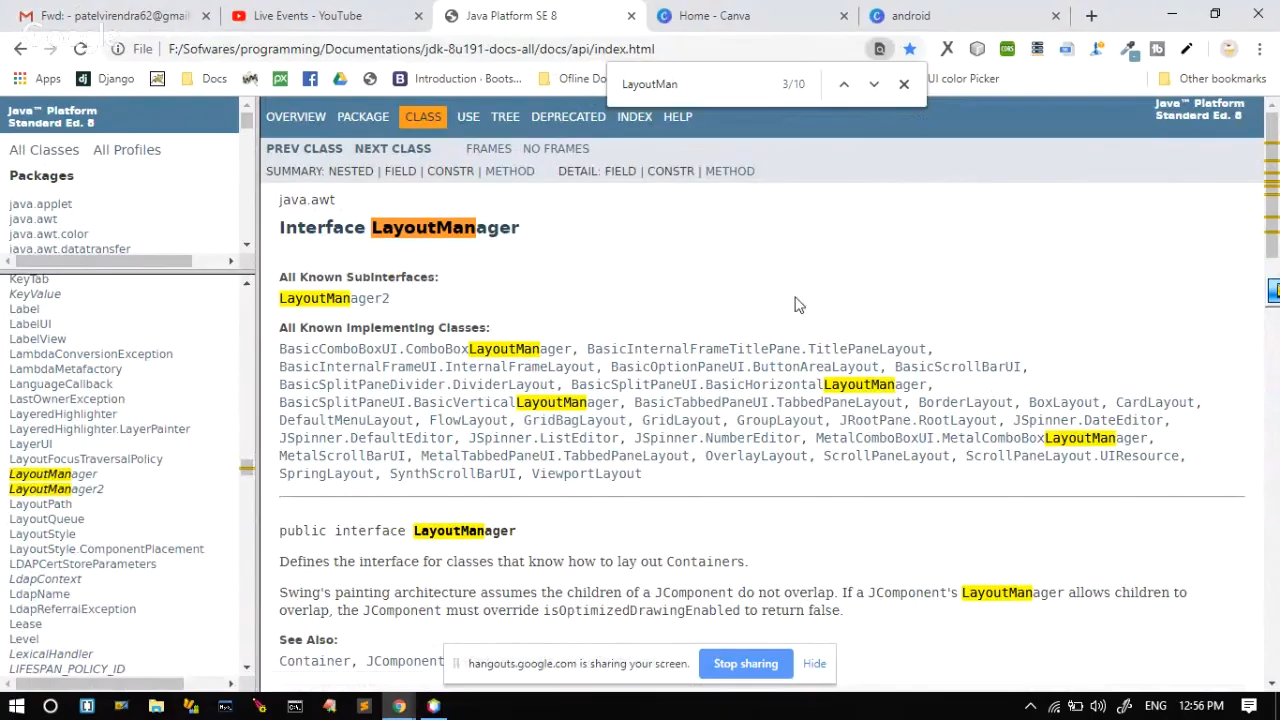 Fwd: - patelvirendra62@gmail
Live Events - YouTube
Java Platform SE 8
Home - Canva
android
File
F:/Sofwares/programming/Documentations/jdk-8u191-docs-all/docs/api/index.html
Apps
Django
Docs
Introduction - Boots...
Ofline Do
UI color Picker
Other bookmarks
LayoutMan
3/10
Java™ Platform
Standard Ed. 8
All Classes All Profiles
Packages
java.applet
java.awt
java.awt.color
java.awt.datatransfer
KeyTab
KeyValue
Label
LabelUI
LabelView
LambdaConversionException
LambdaMetafactory
LanguageCallback
LastOwnerException
LayeredHighlighter
LayeredHighlighter.LayerPainter
LayerUI
LayoutFocusTraversalPolicy
LayoutManager
LayoutManager2
LayoutPath
LayoutQueue
LayoutStyle
LayoutStyle.ComponentPlacement
LDAPCertStoreParameters
LdapContext
LdapName
LdapReferralException
Lease
Level
LexicalHandler
LIFESPAN_POLICY_ID
OVERVIEW PACKAGE CLASS USE TREE DEPRECATED INDEX HELP
Java™ Platform
Standard Ed. 8
PREV CLASS NEXT CLASS FRAMES NO FRAMES
SUMMARY: NESTED | FIELD | CONSTR | METHOD DETAIL: FIELD | CONSTR | METHOD
java.awt
Interface LayoutManager
All Known Subinterfaces:
LayoutManager2
All Known Implementing Classes:
BasicComboBoxUI.ComboBoxLayoutManager, BasicInternalFrameTitlePane.TitlePaneLayout,
BasicInternalFrameUI.InternalFrameLayout, BasicOptionPaneUI.ButtonAreaLayout, BasicScrollBarUI,
BasicSplitPaneDivider.DividerLayout, BasicSplitPaneUI.BasicHorizontalLayoutManager,
BasicSplitPaneUI.BasicVerticalLayoutManager, BasicTabbedPaneUI.TabbedPaneLayout, BorderLayout, BoxLayout, CardLayout,
DefaultMenuLayout, FlowLayout, GridBagLayout, GridLayout, GroupLayout, JRootPane.RootLayout, JSpinner.DateEditor,
JSpinner.DefaultEditor, JSpinner.ListEditor, JSpinner.NumberEditor, MetalComboBoxUI.MetalComboBoxLayoutManager,
MetalScrollBarUI, MetalTabbedPaneUI.TabbedPaneLayout, OverlayLayout, ScrollPaneLayout, ScrollPaneLayout.UIResource,
SpringLayout, SynthScrollBarUI, ViewportLayout
public interface LayoutManager
Defines the interface for classes that know how to lay out Containers.
Swing's painting architecture assumes the children of a JComponent do not overlap. If a JComponent's LayoutManager allows children to
overlap, the JComponent must override isOptimizedDrawingEnabled to return false.
See Also:
Container, JComponent
hangouts.google.com is sharing your screen.
Stop sharing
Hide
ENG
12:56 PM